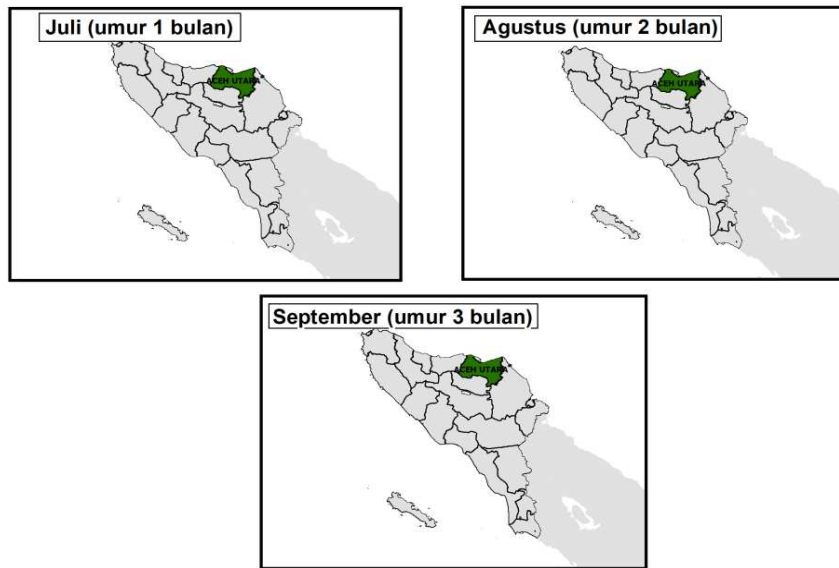 Juli (umur 1 bulan)
ACEH UTARA
Agustus (umur 2 bulan)
ACEH UTARA
September (umur 3 bulan)
ACEH UTARA